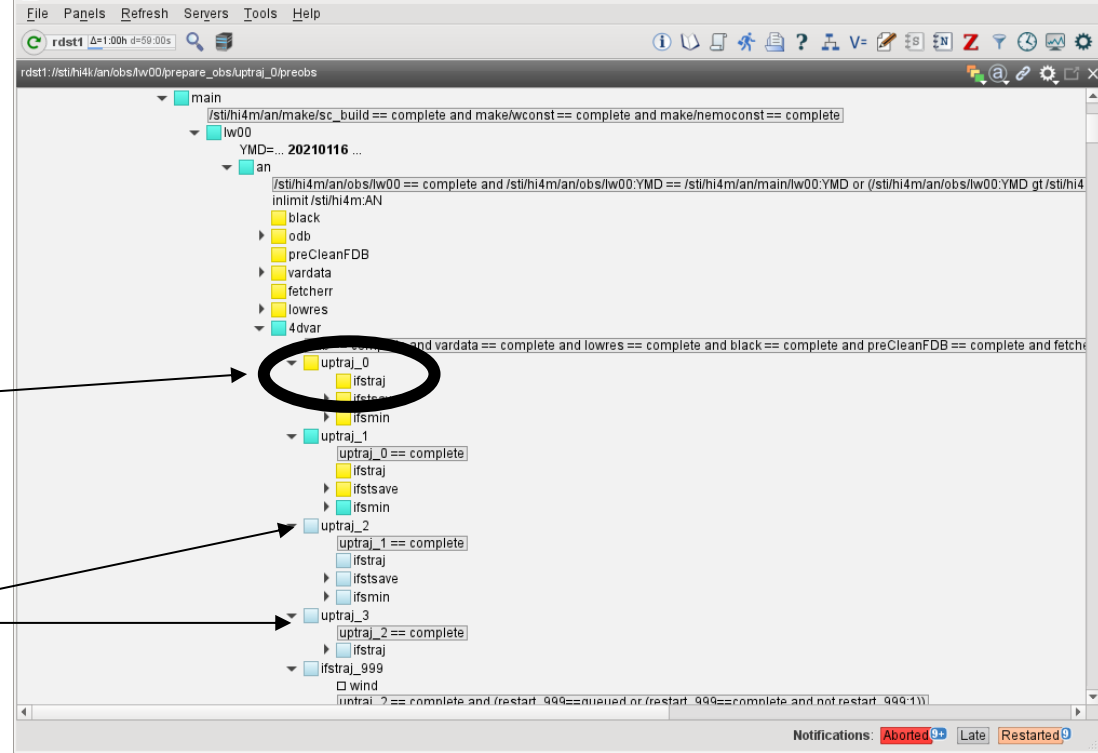 File Panels Refresh Servers Tools Help
rdst1 Δ=1:00h d=59:00s V= S N Z
rdst1://sti/hi4k/an/obs/lw00/prepare_obs/uptraj_0/preobs
main
/sti/hi4m/an/make/sc_build == complete and make/wconst == complete and make/nemoconst == complete
lw00
YMD=... 20210116 ...
an
/sti/hi4m/an/obs/lw00 == complete and /sti/hi4m/an/obs/lw00:YMD == /sti/hi4m/an/main/lw00:YMD or (/sti/hi4m/an/obs/lw00:YMD gt /sti/hi4
inlimit /sti/hi4m:AN
black
odb
preCleanFDB
vardata
fetcherr
lowres
4dvar
and vardata == complete and lowres == complete and black == complete and preCleanFDB == complete and fetche
uptraj_0
ifstraj
ifstsave
ifsmin
uptraj_1
uptraj_0 == complete
ifstraj
ifstsave
ifsmin
uptraj_2
uptraj_1 == complete
ifstraj
ifstsave
ifsmin
uptraj_3
uptraj_2 == complete
ifstraj
ifstraj_999
wind
uptraj_2 == complete and (restart_999==queued or (restart_999==complete and not restart_999:1))
Notifications: Aborted 9+ Late Restarted 9